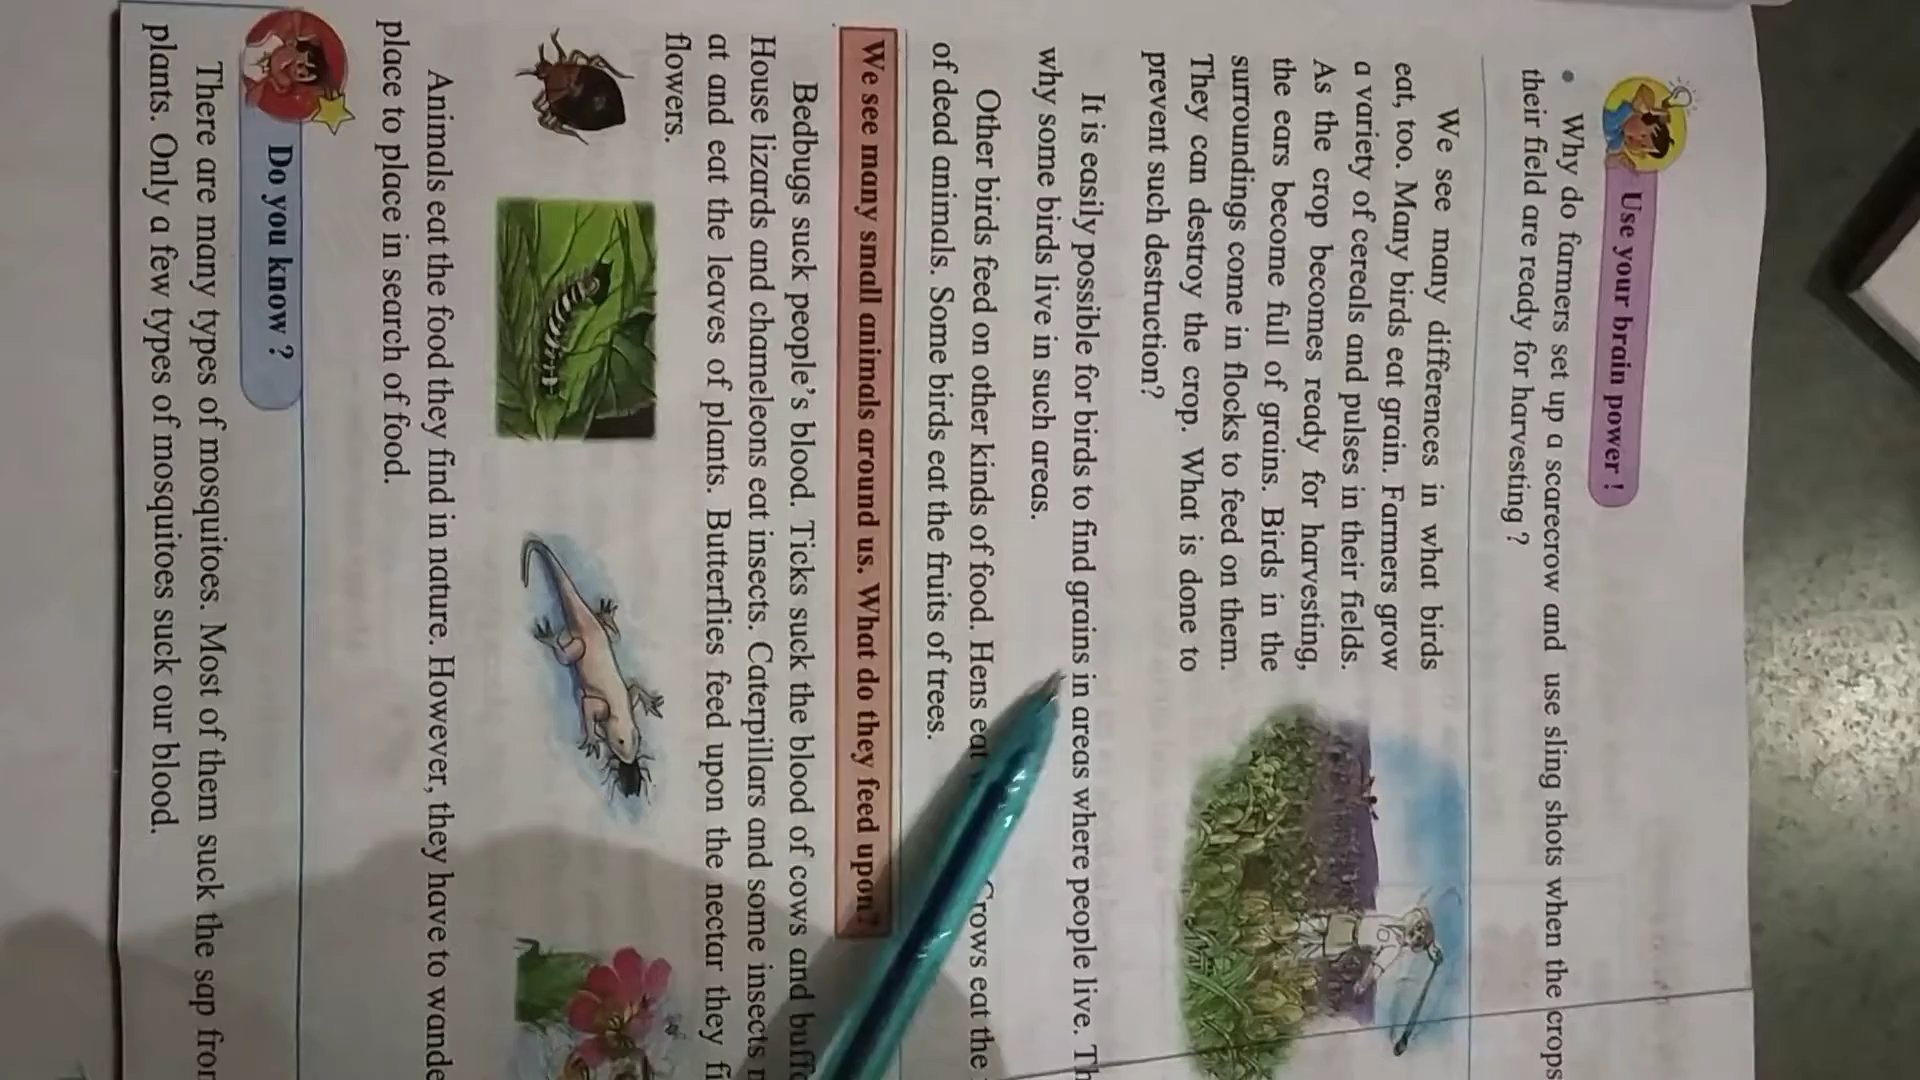 Use your brain power !
• Why do farmers set up a scarecrow and use sling shots when the crops
their field are ready for harvesting ?
We see many differences in what birds
eat, too. Many birds eat grain. Farmers grow
a variety of cereals and pulses in their fields.
As the crop becomes ready for harvesting,
the ears become full of grains. Birds in the
surroundings come in flocks to feed on them.
They can destroy the crop. What is done to
prevent such destruction?
It is easily possible for birds to find grains in areas where people live.
why some birds live in such areas.
Other birds feed on other kinds of food. Hens eat Crows eat the
of dead animals. Some birds eat the fruits of trees.
We see many small animals around us. What do they feed upon?
Bedbugs suck people's blood. Ticks suck the blood of cows and
House lizards and chameleons eat insects. Caterpillars and some insects
at and eat the leaves of plants. Butterflies feed upon the nectar they
flowers.
Animals eat the food they find in nature. However, they have to
place to place in search of food.
Do you know ?
There are many types of mosquitoes. Most of them suck the sap
plants. Only a few types of mosquitoes suck our blood.